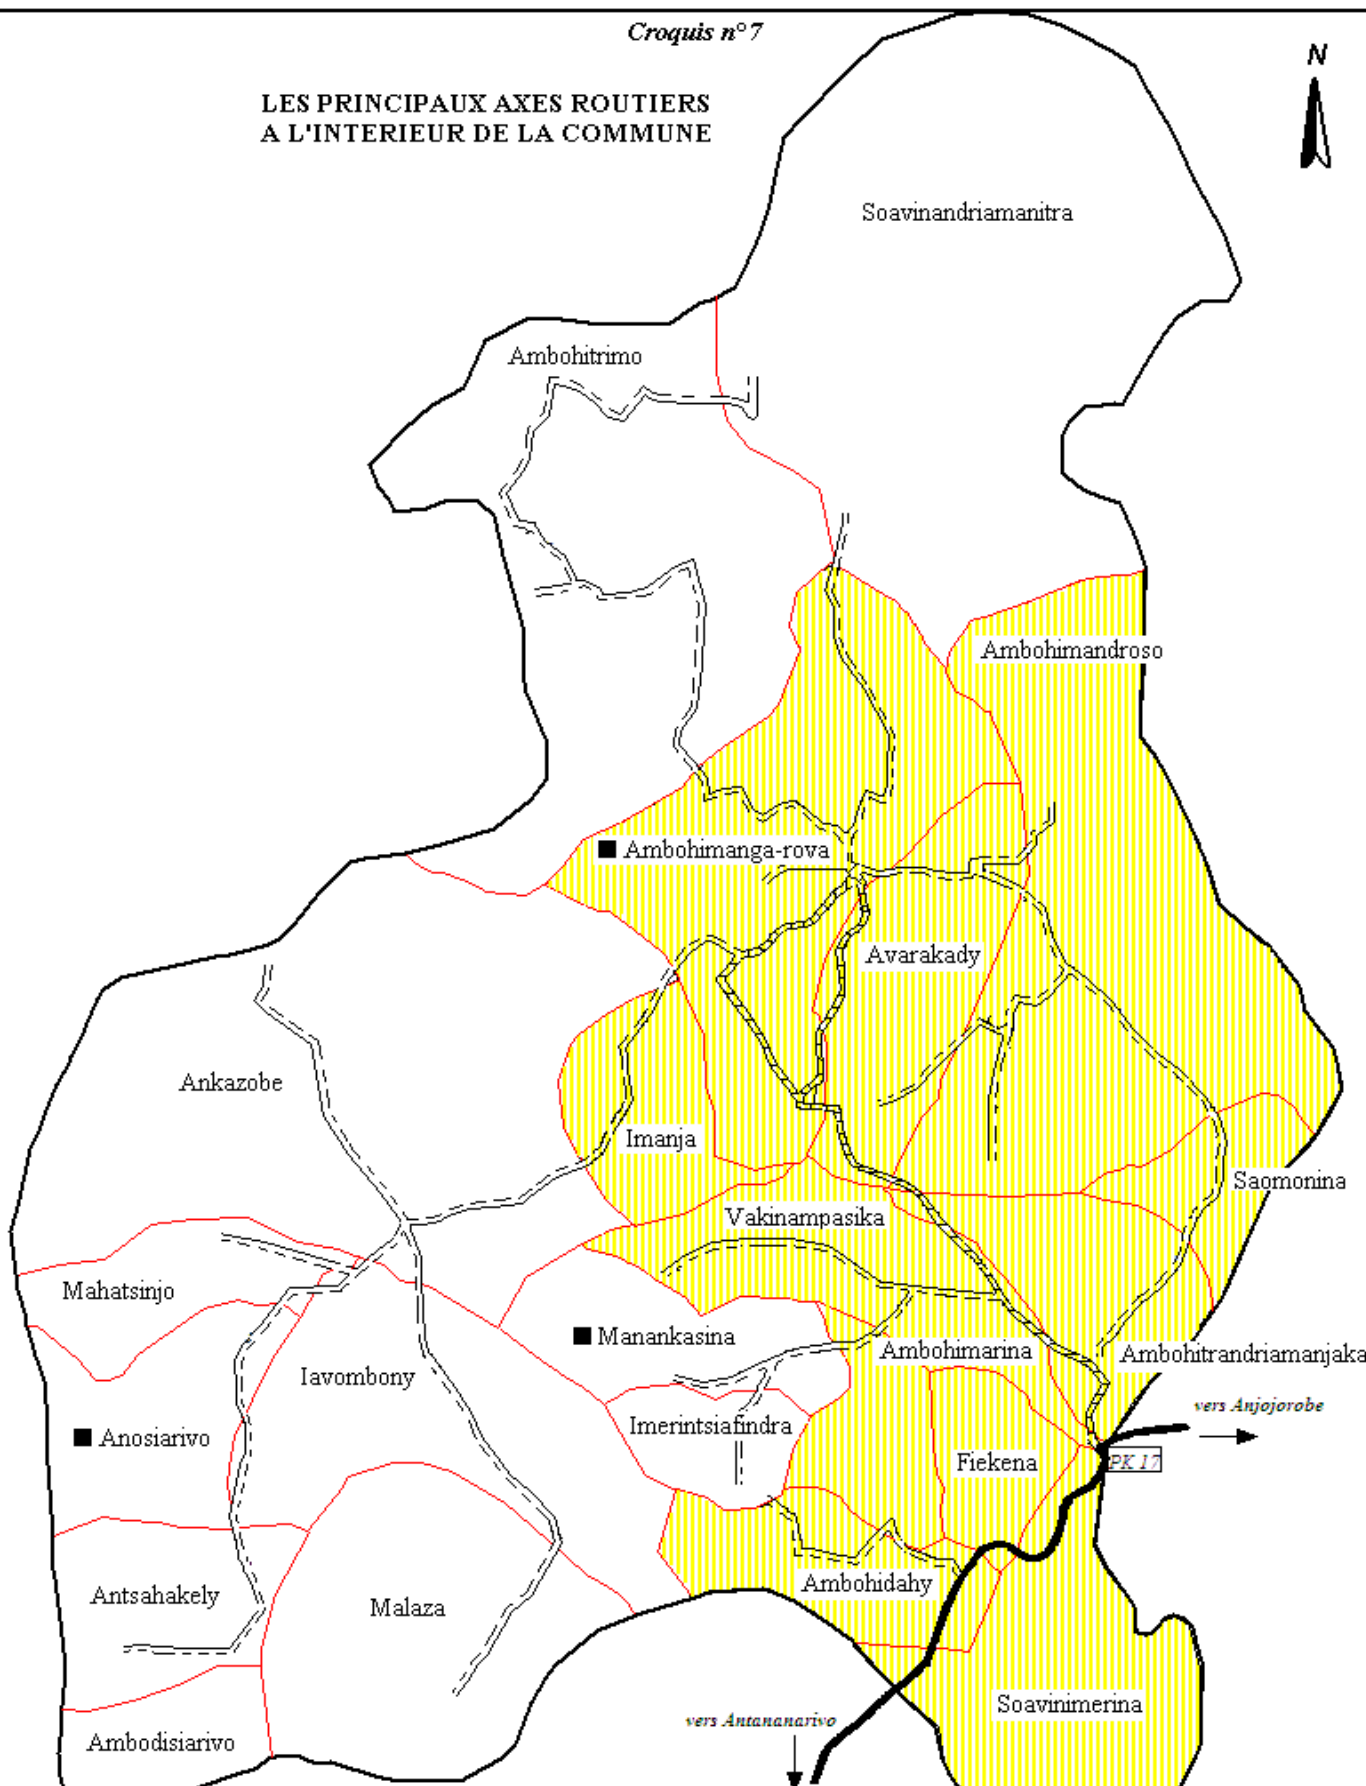 Croquis n°7
N
LES PRINCIPAUX AXES ROUTIERS
A L'INTERIEUR DE LA COMMUNE
Soavinandriamanitra
Ambohitrimo
Ambohimandroso
Ambohimanga-rova
Avarakady
Ankazobe
Imanja
Saomonina
Vakinampasika
Mahatsinjo
Manankasina
Ambohimarina
Ambohitrandriamanjaka
Iavombony
vers Anjojorobe
Imerintsiafindra
Anosiarivo
Fiekena
PK 17
Ambohidahy
Antsahakely
Malaza
Soavinimerina
vers Antananarivo
Ambodisiarivo